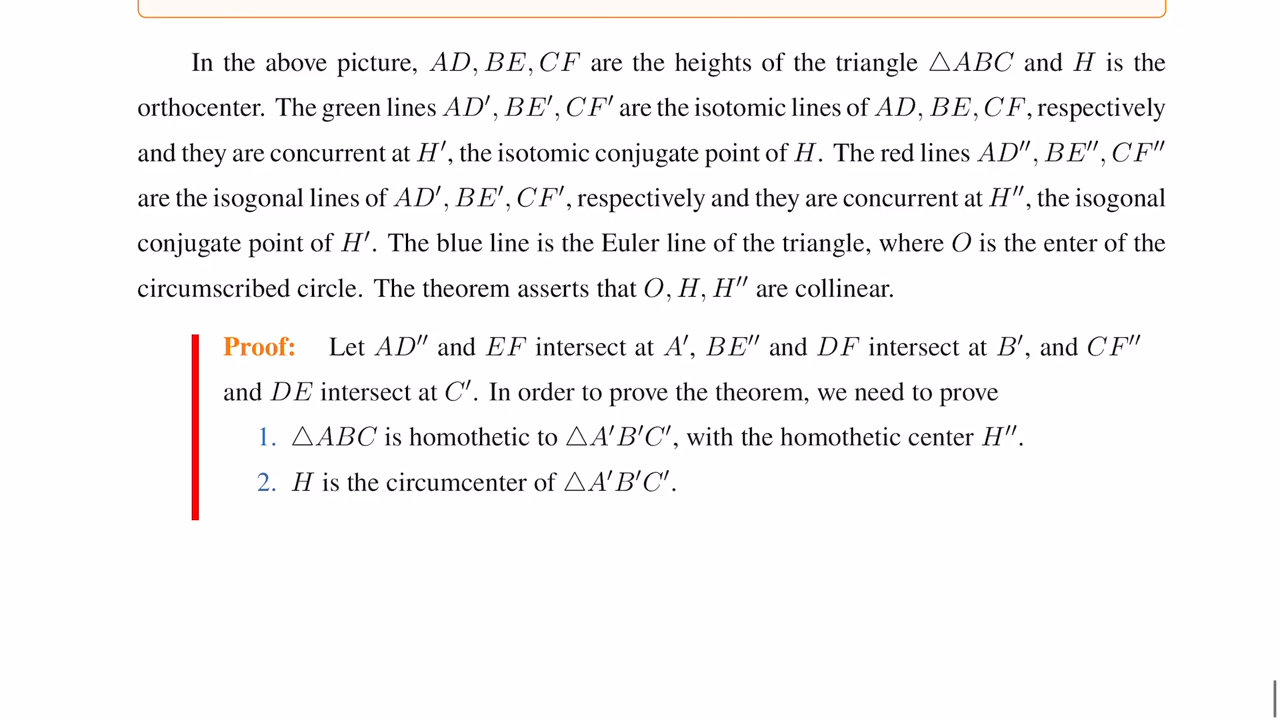 In the above picture, AD, BE, CF are the heights of the triangle △ABC and H is the
orthocenter. The green lines AD′, BE′, CF′ are the isotomic lines of AD, BE, CF, respectively
and they are concurrent at H′, the isotomic conjugate point of H. The red lines AD″, BE″, CF″
are the isogonal lines of AD′, BE′, CF′, respectively and they are concurrent at H″, the isogonal
conjugate point of H′. The blue line is the Euler line of the triangle, where O is the enter of the
circumscribed circle. The theorem asserts that O, H, H″ are collinear.
Proof: Let AD″ and EF intersect at A′, BE″ and DF intersect at B′, and CF″
and DE intersect at C′. In order to prove the theorem, we need to prove
1. △ABC is homothetic to △A′B′C′, with the homothetic center H″.
2. H is the circumcenter of △A′B′C′.